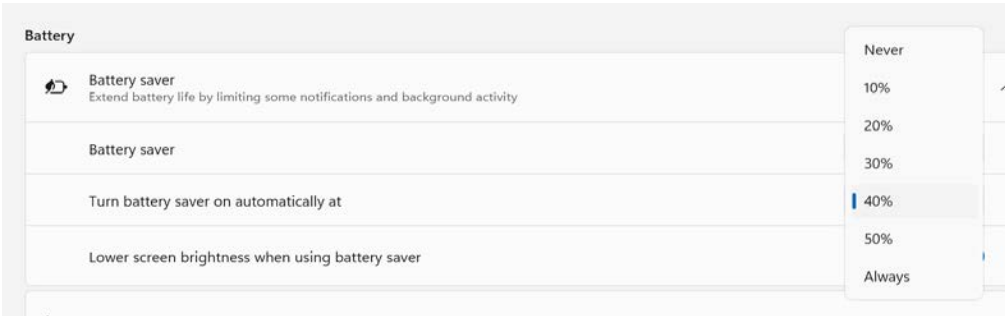 Battery
Battery saver
Extend battery life by limiting some notifications and background activity
Battery saver
Turn battery saver on automatically at
Lower screen brightness when using battery saver
Never
10%
20%
30%
40%
50%
Always